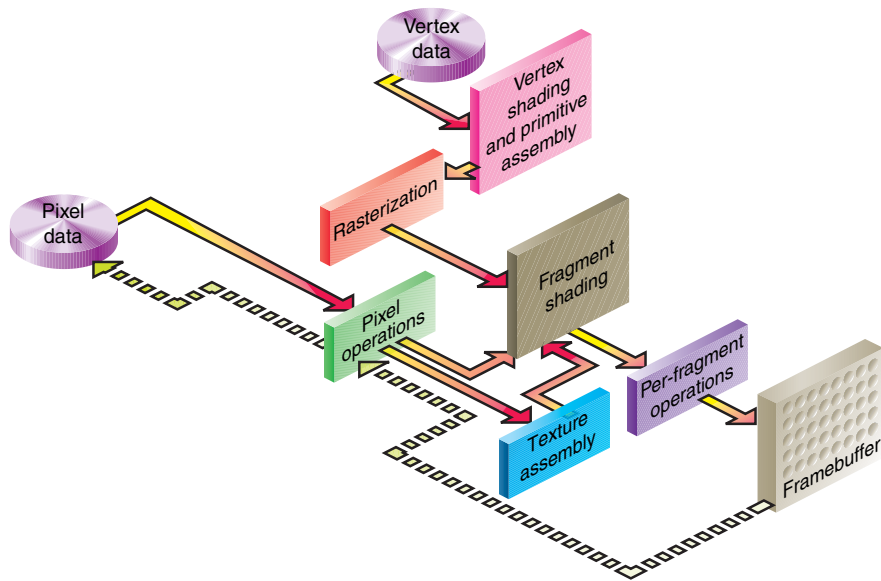 Vertex
data
Vertex
shading
and primitive
assembly
Rasterization
Pixel
data
Fragment
shading
Pixel
operations
Per-fragment
operations
Texture
assembly
Framebuffer